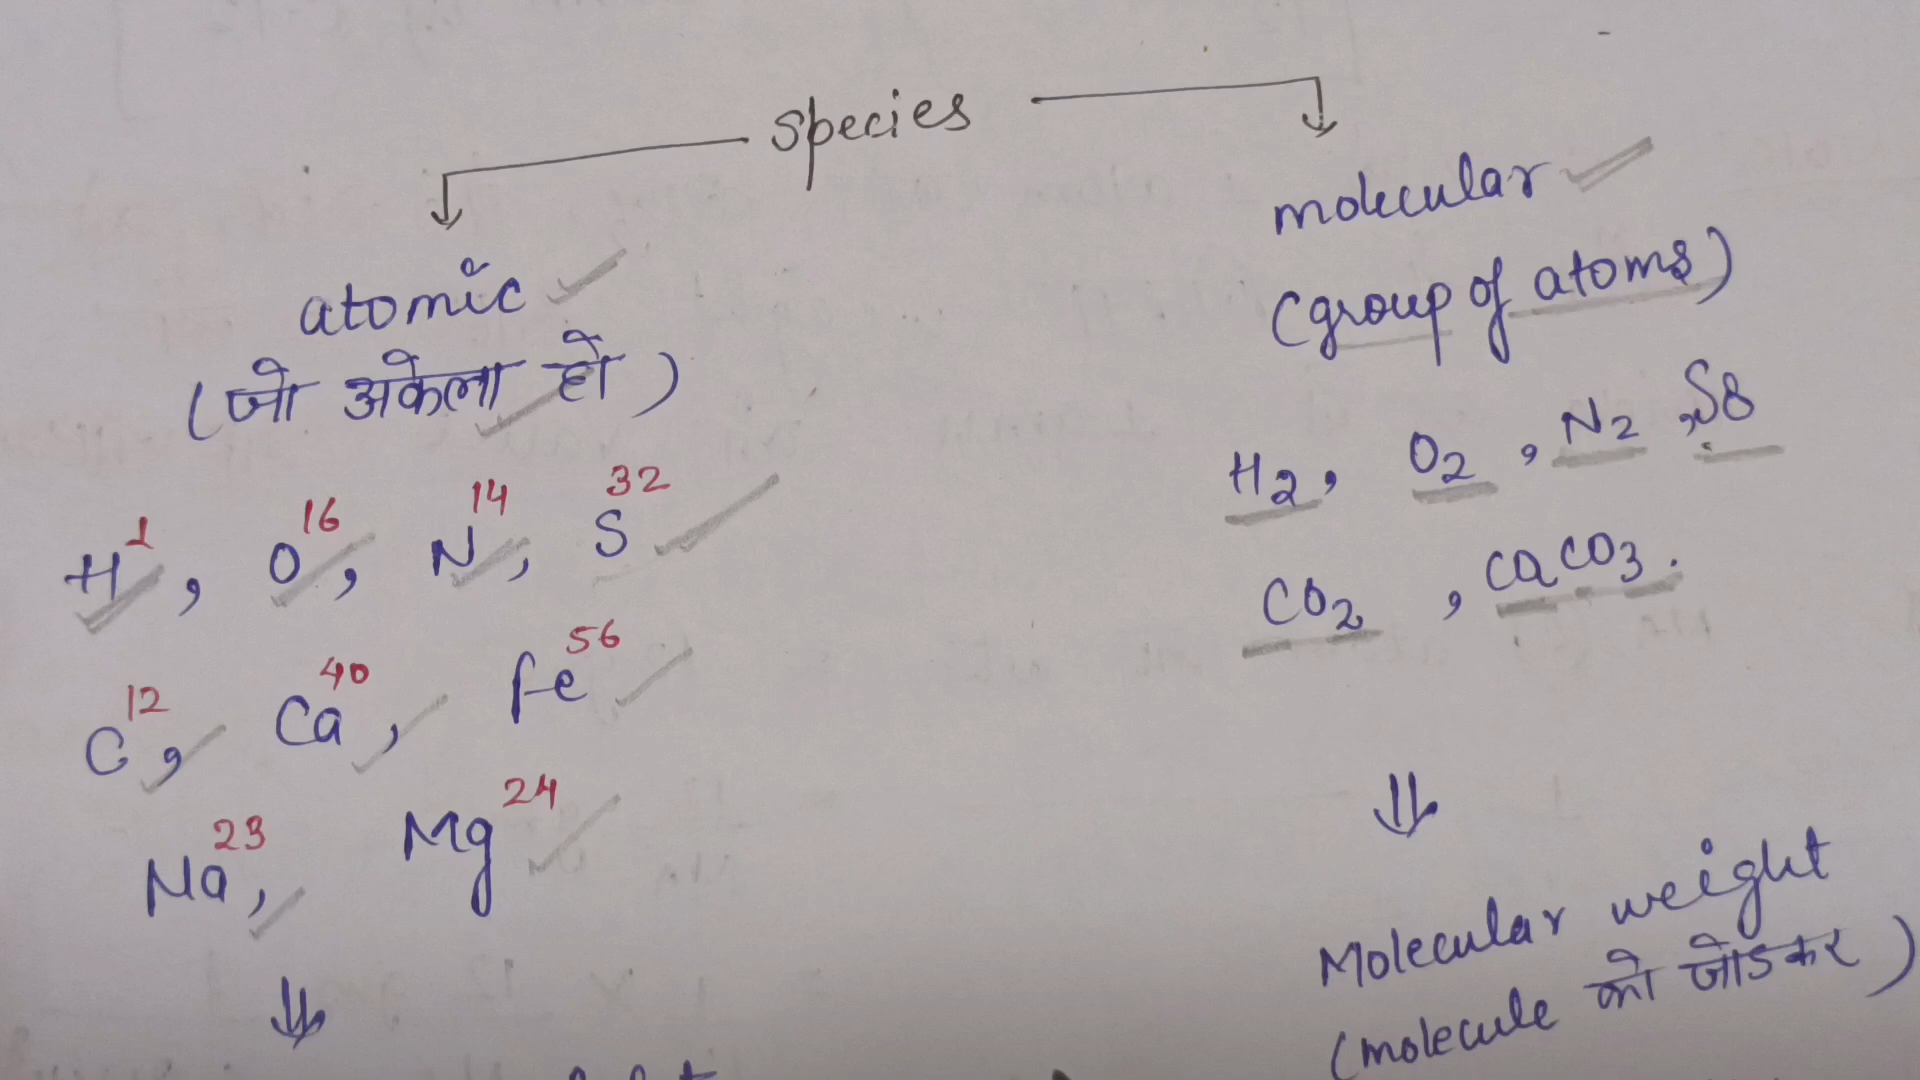 Species
atomic
(जो अकेला हो)
H¹, O¹⁶, N¹⁴, S³²
C¹², Ca⁴⁰, fe⁵⁶
Na²³, Mg²⁴
molecular
(group of atoms)
H2, O2, N2, S8
CO2, CaCO3.
Molecular weight
(molecule को जोडकर)